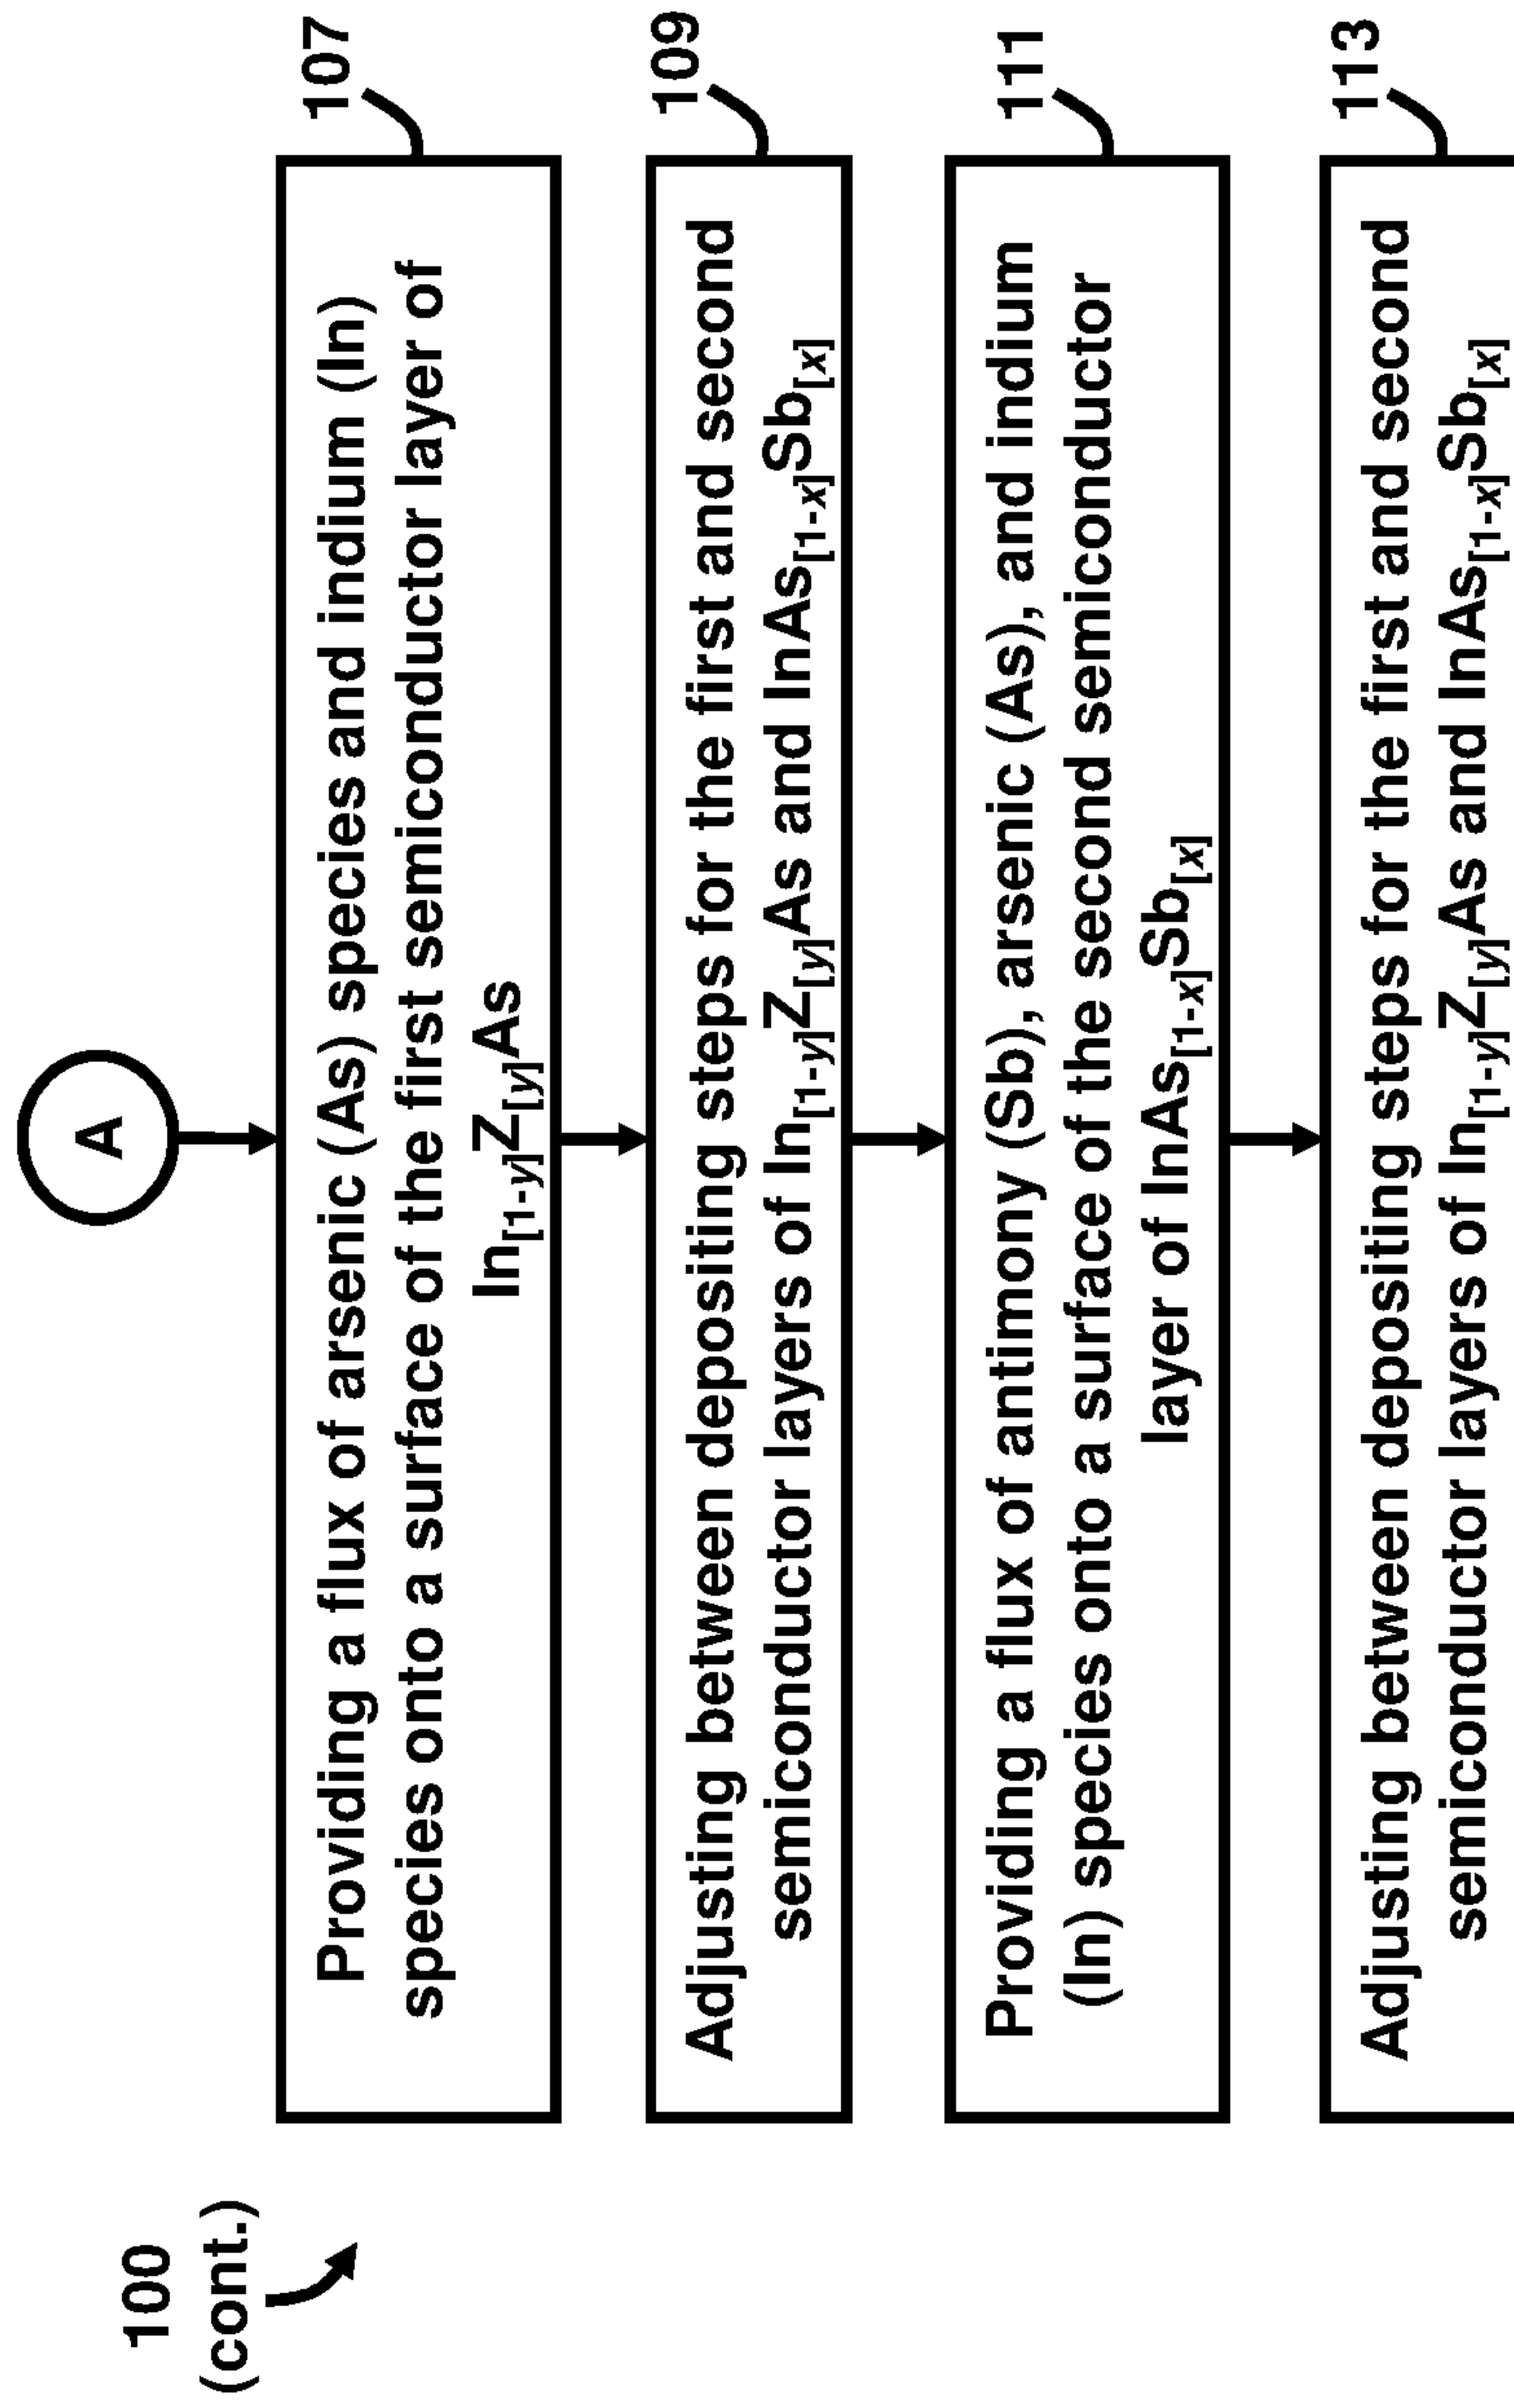 100
(cont.)
A
107
Providing a flux of arsenic (As) species and indium (In)
species onto a surface of the first semiconductor layer of
In[1-y]Z[y]As
109
Adjusting between depositing steps for the first and second
semiconductor layers of In[1-y]Z[y]As and InAs[1-x]Sb[x]
111
Providing a flux of antimony (Sb), arsenic (As), and indium
(In) species onto a surface of the second semiconductor
layer of InAs[1-x]Sb[x]
113
Adjusting between depositing steps for the first and second
semiconductor layers of In[1-y]Z[y]As and InAs[1-x]Sb[x]